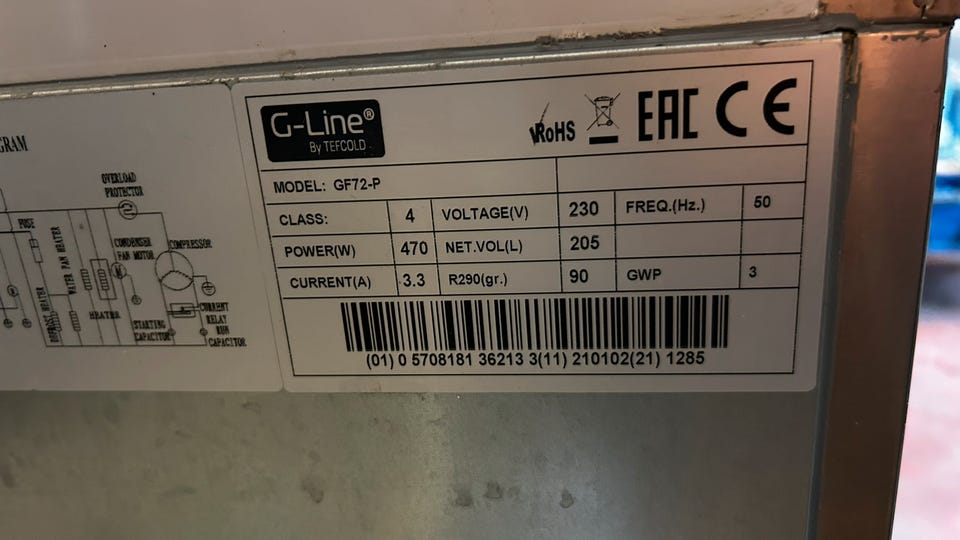 GRAM
OVERLOAD
PROTECTOR
FUSE
WATER PAN HEATER
CONDENSER
FAN MOTOR
COMPRESSOR
DEFROST HEATER
HEATER
STARTING
CAPACITOR
CURRENT
RELAY
RUN
CAPACITOR
G-Line®
By TEFCOLD
RoHS EAC CE
MODEL: GF72-P
CLASS: 4 VOLTAGE(V) 230 FREQ.(Hz.) 50
POWER(W) 470 NET.VOL(L) 205
CURRENT(A) 3.3 R290(gr.) 90 GWP 3
(01) 0 5708181 36213 3(11) 210102(21) 1285